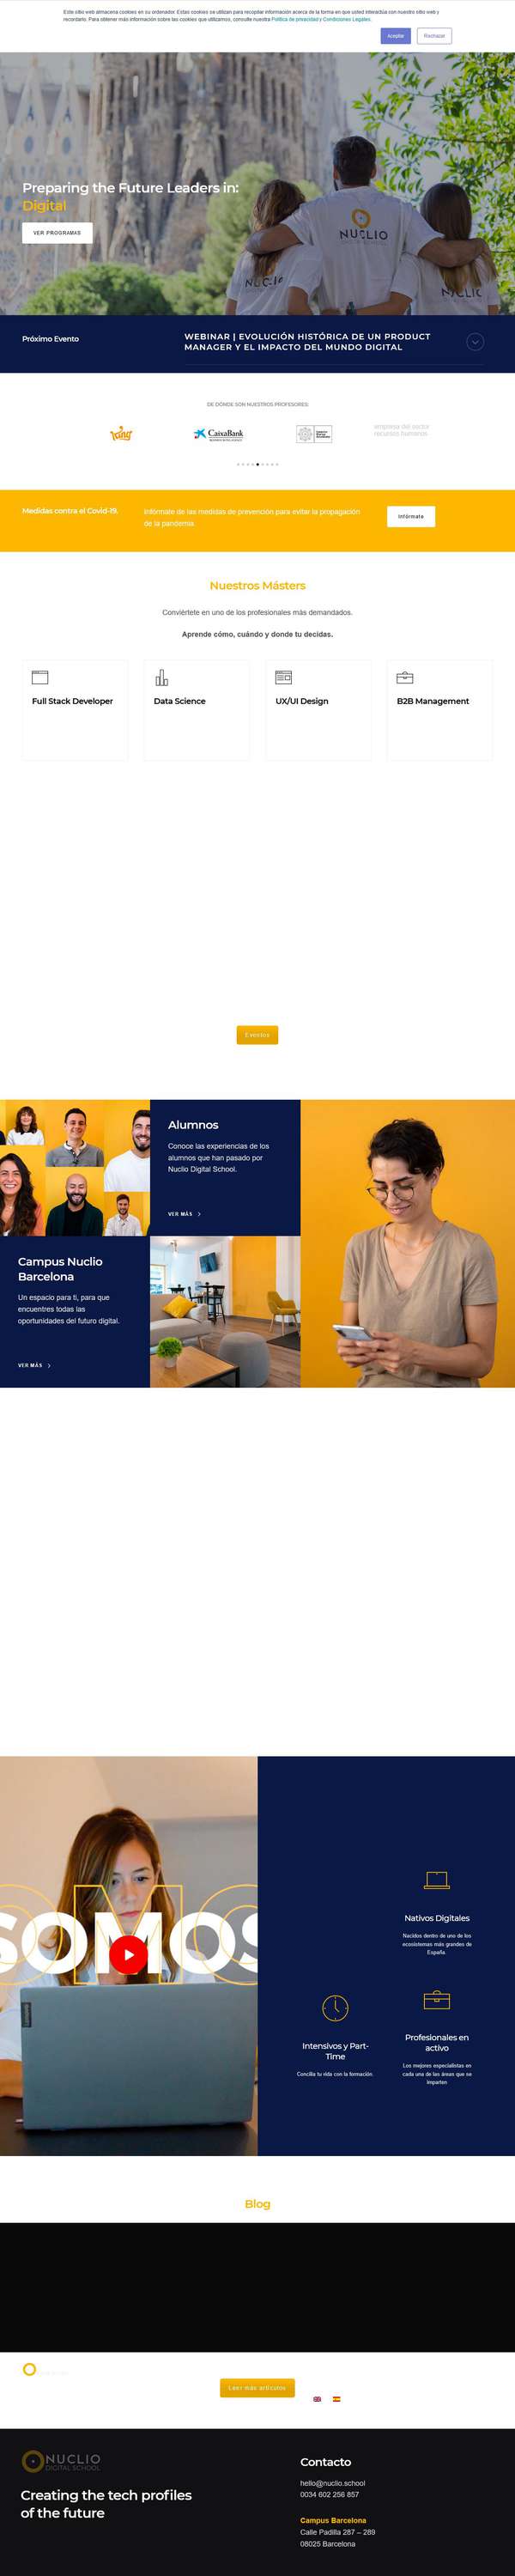 Este sitio web almacena cookies en su ordenador. Estas cookies se utilizan para recopilar información acerca de la forma en que usted interactúa con nuestro sitio web y
recordarlo. Para obtener más información sobre las cookies que utilizamos, consulte nuestra Política de privacidad y Condiciones Legales.
Aceptar
Rechazar
Preparing the Future Leaders in:
Digital
VER PROGRAMAS
NUCLIO
Próximo Evento
WEBINAR | EVOLUCIÓN HISTÓRICA DE UN PRODUCT
MANAGER Y EL IMPACTO DEL MUNDO DIGITAL
DE DÓNDE SON NUESTROS PROFESORES:
King
CaixaBank
empresa del sector
recursos humanos
Medidas contra el Covid-19.
Infórmate de las medidas de prevención para evitar la propagación
de la pandemia.
Infórmate
Nuestros Másters
Conviértete en uno de los profesionales más demandados.
Aprende cómo, cuándo y donde tu decidas.
Full Stack Developer
Data Science
UX/UI Design
B2B Management
Eventos
Alumnos
Conoce las experiencias de los
alumnos que han pasado por
Nuclio Digital School.
VER MÁS
Campus Nuclio
Barcelona
Un espacio para ti, para que
encuentres todas las
oportunidades del futuro digital.
VER MÁS
SOMOS
Nativos Digitales
Nacidos dentro de uno de los
ecosistemas más grandes de
España.
Intensivos y Part-
Time
Concilia tu vida con la formación.
Profesionales en
activo
Los mejores especialistas en
cada una de las áreas que se
imparten
Blog
Leer más artículos
NUCLIO
DIGITAL SCHOOL
Creating the tech profiles
of the future
Contacto
hello@nuclio.school
0034 602 256 857
Campus Barcelona
Calle Padilla 287 – 289
08025 Barcelona